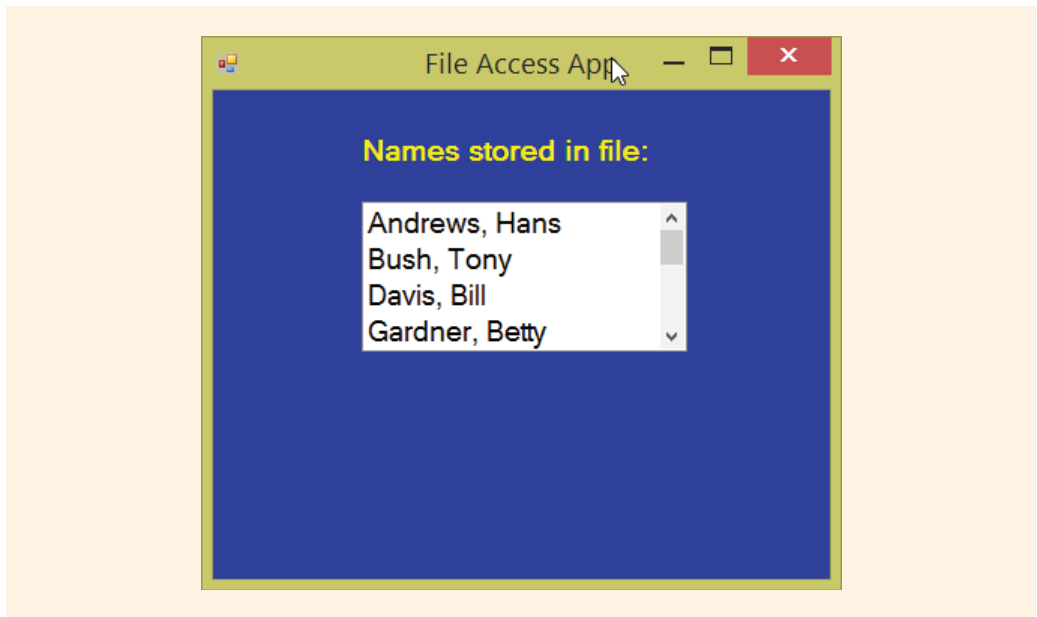 File Access App
Names stored in file:
Andrews, Hans
Bush, Tony
Davis, Bill
Gardner, Betty